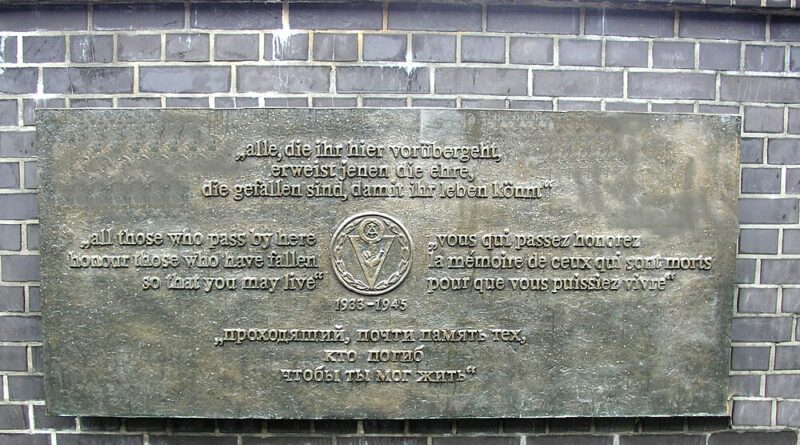 „alle, die ihr hier vorübergeht,
erweist jenen die ehre,
die gefallen sind, damit ihr leben könnt“
„all those who pass by here
honour those who have fallen
so that you may live“
„vous qui passez honorez
la mémoire de ceux qui sont morts
pour que vous puissiez vivre“
1933-1945
„проходящий, почти память тех,
кто погиб
чтобы ты мог жить“